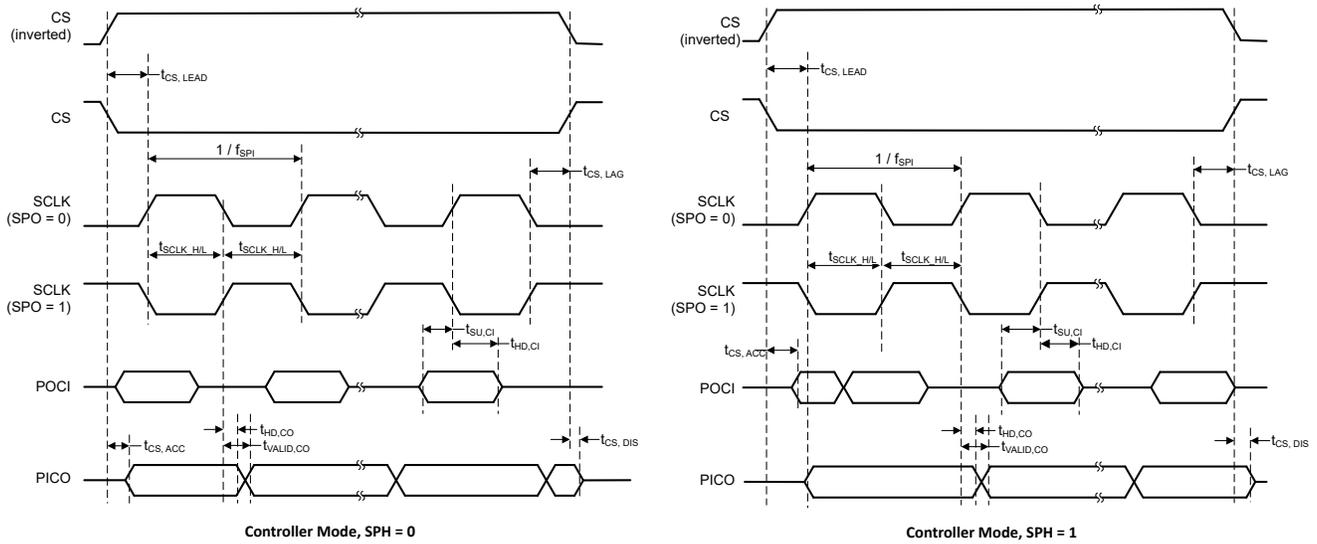 CS
(inverted)
tCS, LEAD
CS
1 / fSPI
tCS, LAG
SCLK
(SPO = 0)
tSCLK_H/L
tSCLK_H/L
SCLK
(SPO = 1)
tSU,CI
tHD,CI
POCI
tHD,CO
tCS, ACC
tVALID,CO
tCS, DIS
PICO
Controller Mode, SPH = 0
CS
(inverted)
tCS, LEAD
CS
1 / fSPI
tCS, LAG
SCLK
(SPO = 0)
tSCLK_H/L
tSCLK_H/L
SCLK
(SPO = 1)
tSU,CI
tHD,CI
tCS, ACC
POCI
tHD,CO
tVALID,CO
tCS, DIS
PICO
Controller Mode, SPH = 1